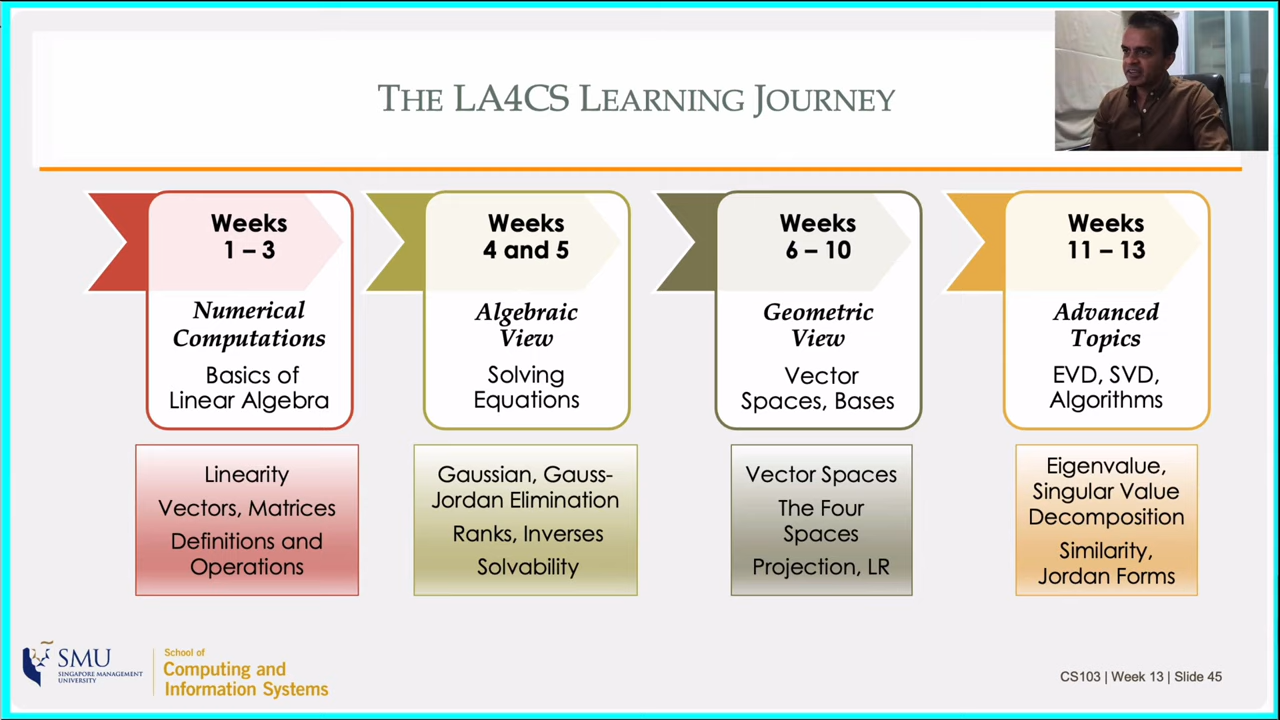 THE LA4CS LEARNING JOURNEY
Weeks
1 – 3
Numerical
Computations
Basics of
Linear Algebra
Linearity
Vectors, Matrices
Definitions and
Operations
Weeks
4 and 5
Algebraic
View
Solving
Equations
Gaussian, Gauss-
Jordan Elimination
Ranks, Inverses
Solvability
Weeks
6 – 10
Geometric
View
Vector
Spaces, Bases
Vector Spaces
The Four
Spaces
Projection, LR
Weeks
11 – 13
Advanced
Topics
EVD, SVD,
Algorithms
Eigenvalue,
Singular Value
Decomposition
Similarity,
Jordan Forms
SMU
SINGAPORE MANAGEMENT
UNIVERSITY
School of
Computing and
Information Systems
CS103 | Week 13 | Slide 45